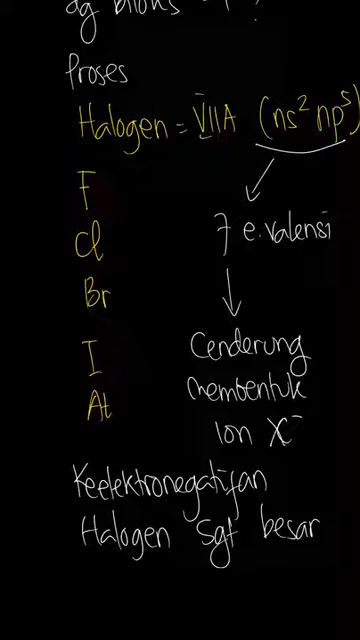 Proses
Halogen = VIIA (ns² np⁵)
F
Cl
Br
I
At
7 e.valensi
Cenderung
membentuk
ion X⁻
Keelektronegatifan
Halogen sgt besar